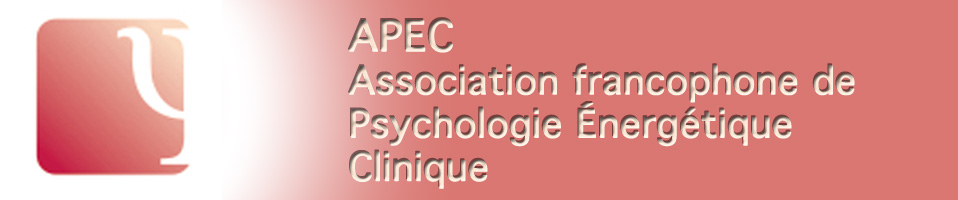 APEC
Association francophone de
Psychologie Énergétique
Clinique